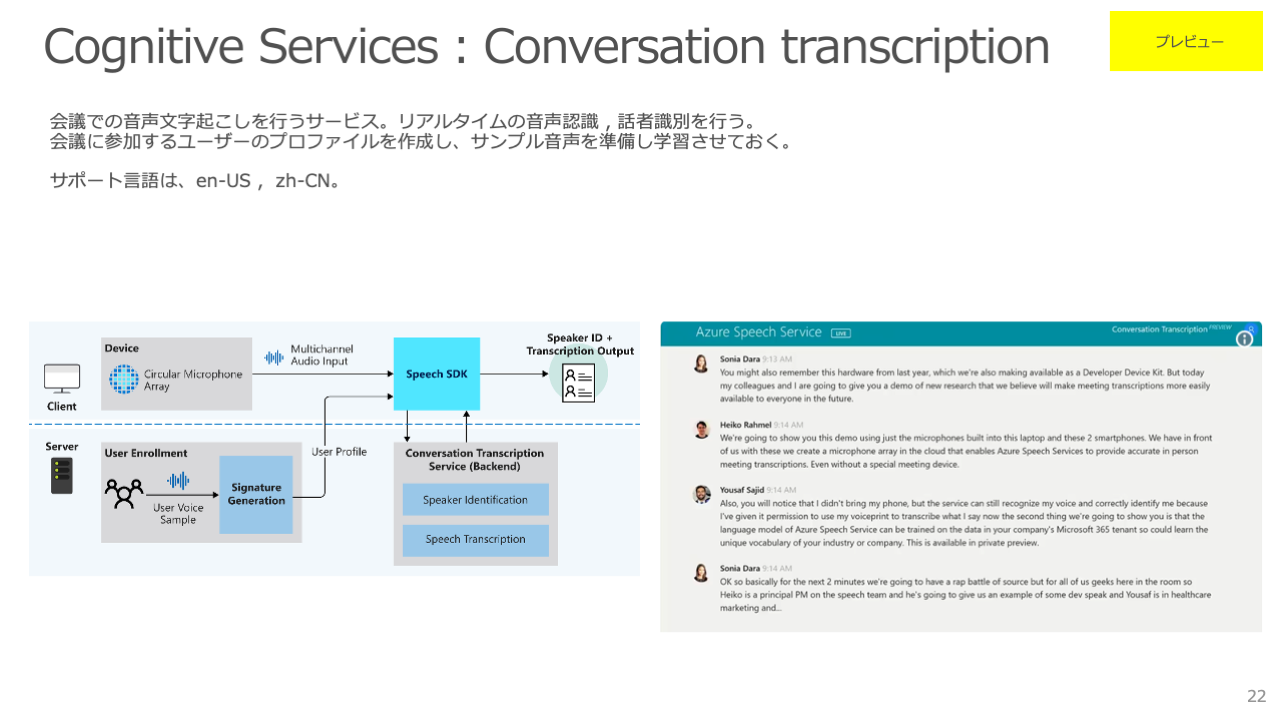 Cognitive Services : Conversation transcription
プレビュー
会議での音声文字起こしを行うサービス。リアルタイムの音声認識 , 話者識別を行う。
会議に参加するユーザーのプロファイルを作成し、サンプル音声を準備し学習させておく。
サポート言語は、en-US , zh-CN。
Client
Device
Circular Microphone
Array
Multichannel
Audio Input
Speech SDK
Speaker ID +
Transcription Output
Server
User Enrollment
User Voice
Sample
Signature
Generation
User Profile
Conversation Transcription
Service (Backend)
Speaker Identification
Speech Transcription
Azure Speech Service LIVE
Conversation Transcription PREVIEW
Sonia Dara 9:13 AM
You might also remember this hardware from last year, which we're also making available as a Developer Device Kit. But today
my colleagues and I are going to give you a demo of new research that we believe will make meeting transcriptions more easily
available to everyone in the future.
Heiko Rahmel 9:14 AM
We're going to show you this demo using just the microphones built into this laptop and these 2 smartphones. We have in front
of us with these we create a microphone array in the cloud that enables Azure Speech Services to provide accurate in person
meeting transcriptions. Even without a special meeting device.
Yousaf Sajid 9:14 AM
Also, you will notice that I didn't bring my phone, but the service can still recognize my voice and correctly identify me because
I've given it permission to use my voiceprint to transcribe what I say now the second thing we're going to show you is that the
language model of Azure Speech Service can be trained on the data in your company's Microsoft 365 tenant so could learn the
unique vocabulary of your industry or company. This is available in private preview.
Sonia Dara 9:14 AM
OK so basically for the next 2 minutes we're going to have a rap battle of source but for all of us geeks here in the room so
Heiko is a principal PM on the speech team and he's going to give us an example of some dev speak and Yousaf is in healthcare
marketing and...
22